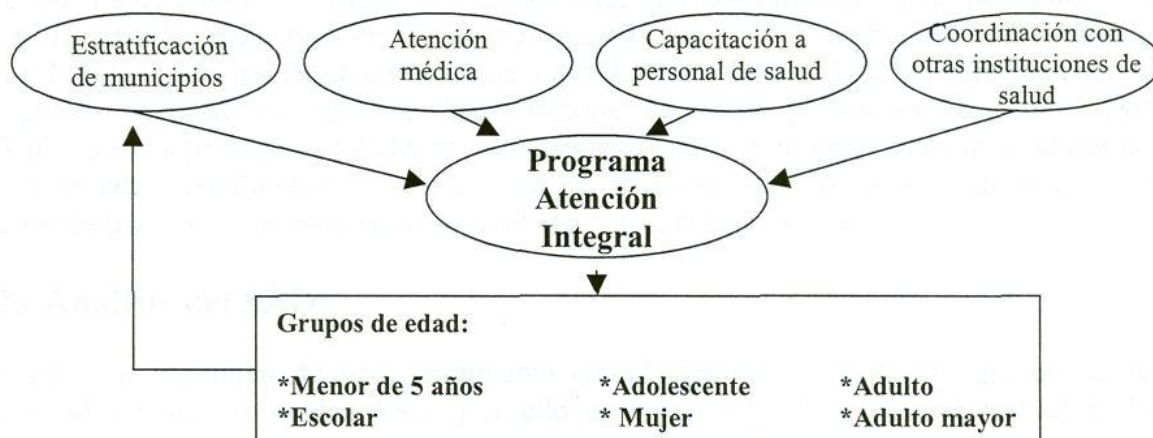 Estratificación
de municipios
Atención
médica
Capacitación a
personal de salud
Coordinación con
otras instituciones de
salud
Programa
Atención
Integral
Grupos de edad:
*Menor de 5 años *Adolescente *Adulto
*Escolar * Mujer *Adulto mayor